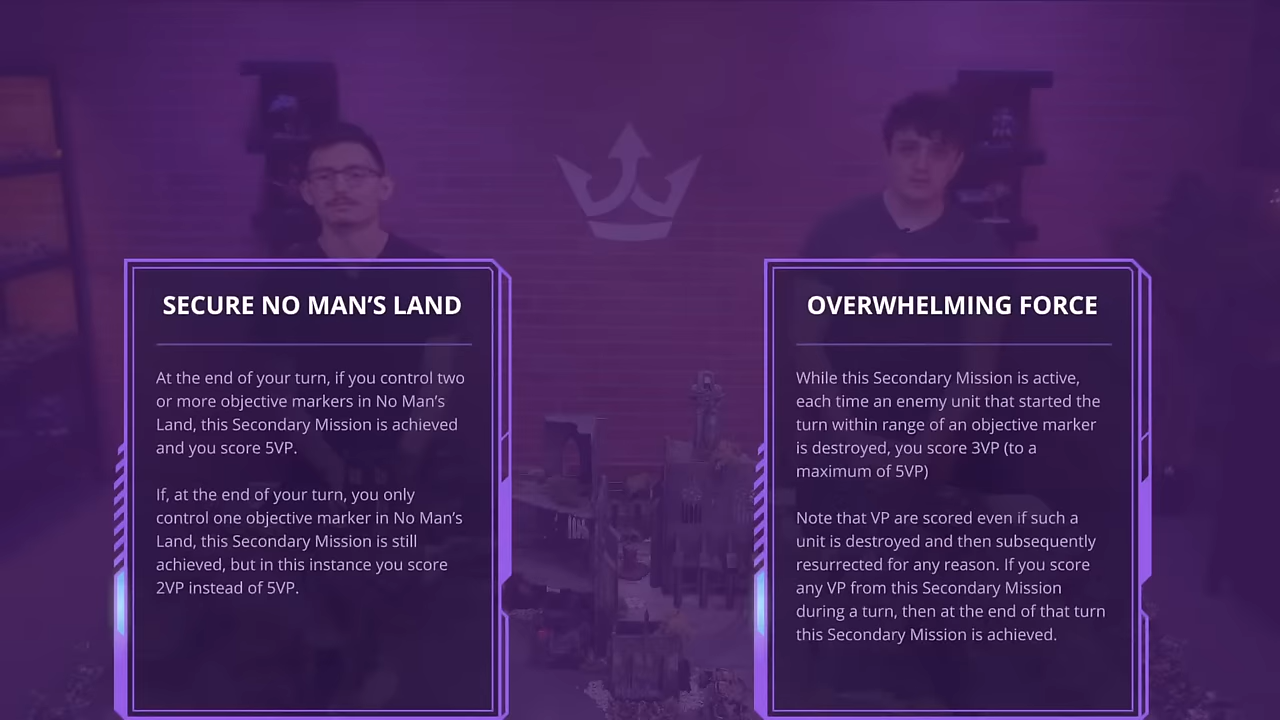 SECURE NO MAN’S LAND
At the end of your turn, if you control two
or more objective markers in No Man’s
Land, this Secondary Mission is achieved
and you score 5VP.
If, at the end of your turn, you only
control one objective marker in No Man’s
Land, this Secondary Mission is still
achieved, but in this instance you score
2VP instead of 5VP.
OVERWHELMING FORCE
While this Secondary Mission is active,
each time an enemy unit that started the
turn within range of an objective marker
is destroyed, you score 3VP (to a
maximum of 5VP)
Note that VP are scored even if such a
unit is destroyed and then subsequently
resurrected for any reason. If you score
any VP from this Secondary Mission
during a turn, then at the end of that turn
this Secondary Mission is achieved.